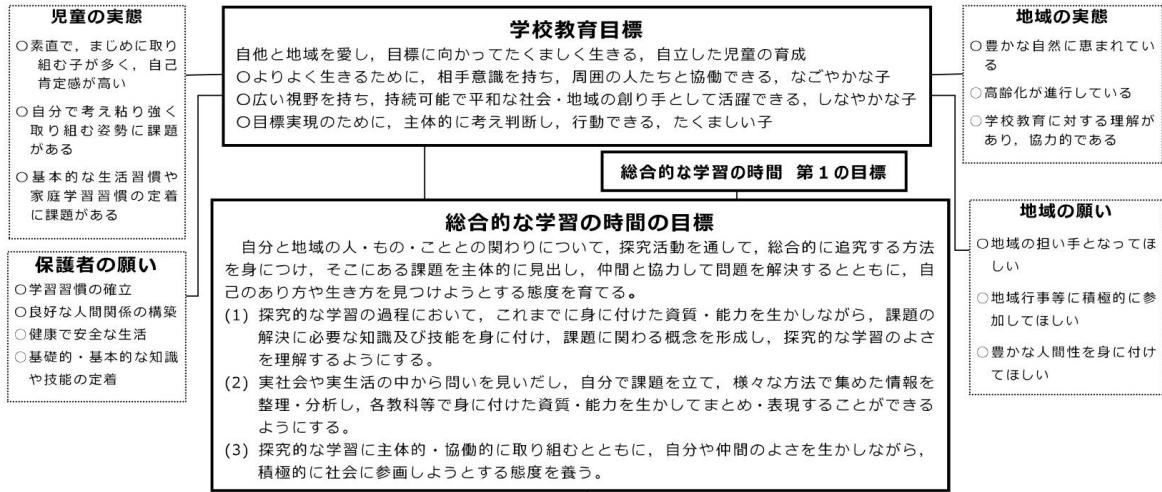 児童の実態
○素直で，まじめに取り
組む子が多く，自己
肯定感が高い
○自分で考え粘り強く
取り組む姿勢に課題
がある
○基本的な生活習慣や
家庭学習習慣の定着
に課題がある
保護者の願い
○学習習慣の確立
○良好な人間関係の構築
○健康で安全な生活
○基礎的・基本的な知識
や技能の定着
学校教育目標
自他と地域を愛し，目標に向かってたくましく生きる，自立した児童の育成
○よりよく生きるために，相手意識を持ち，周囲の人たちと協働できる，なごやかな子
○広い視野を持ち，持続可能で平和な社会・地域の創り手として活躍できる，しなやかな子
○目標実現のために，主体的に考え判断し，行動できる，たくましい子
総合的な学習の時間 第１の目標
総合的な学習の時間の目標
自分と地域の人・もの・こととの関わりについて，探究活動を通して，総合的に追究する方法
を身につけ，そこにある課題を主体的に見出し，仲間と協力して問題を解決するとともに，自
己のあり方や生き方を見つけようとする態度を育てる。
(1) 探究的な学習の過程において，これまでに身に付けた資質・能力を生かしながら，課題の
解決に必要な知識及び技能を身に付け，課題に関わる概念を形成し，探究的な学習のよさ
を理解するようにする。
(2) 実社会や実生活の中から問いを見いだし，自分で課題を立て，様々な方法で集めた情報を
整理・分析し，各教科等で身に付けた資質・能力を生かしてまとめ・表現することができる
ようにする。
(3) 探究的な学習に主体的・協働的に取り組むとともに，自分や仲間のよさを生かしながら，
積極的に社会に参画しようとする態度を養う。
地域の実態
○豊かな自然に恵まれてい
る
○高齢化が進行している
○学校教育に対する理解
があり，協力的である
地域の願い
○地域の担い手となってほ
しい
○地域行事等に積極的に参
加してほしい
○豊かな人間性を身に付け
てほしい